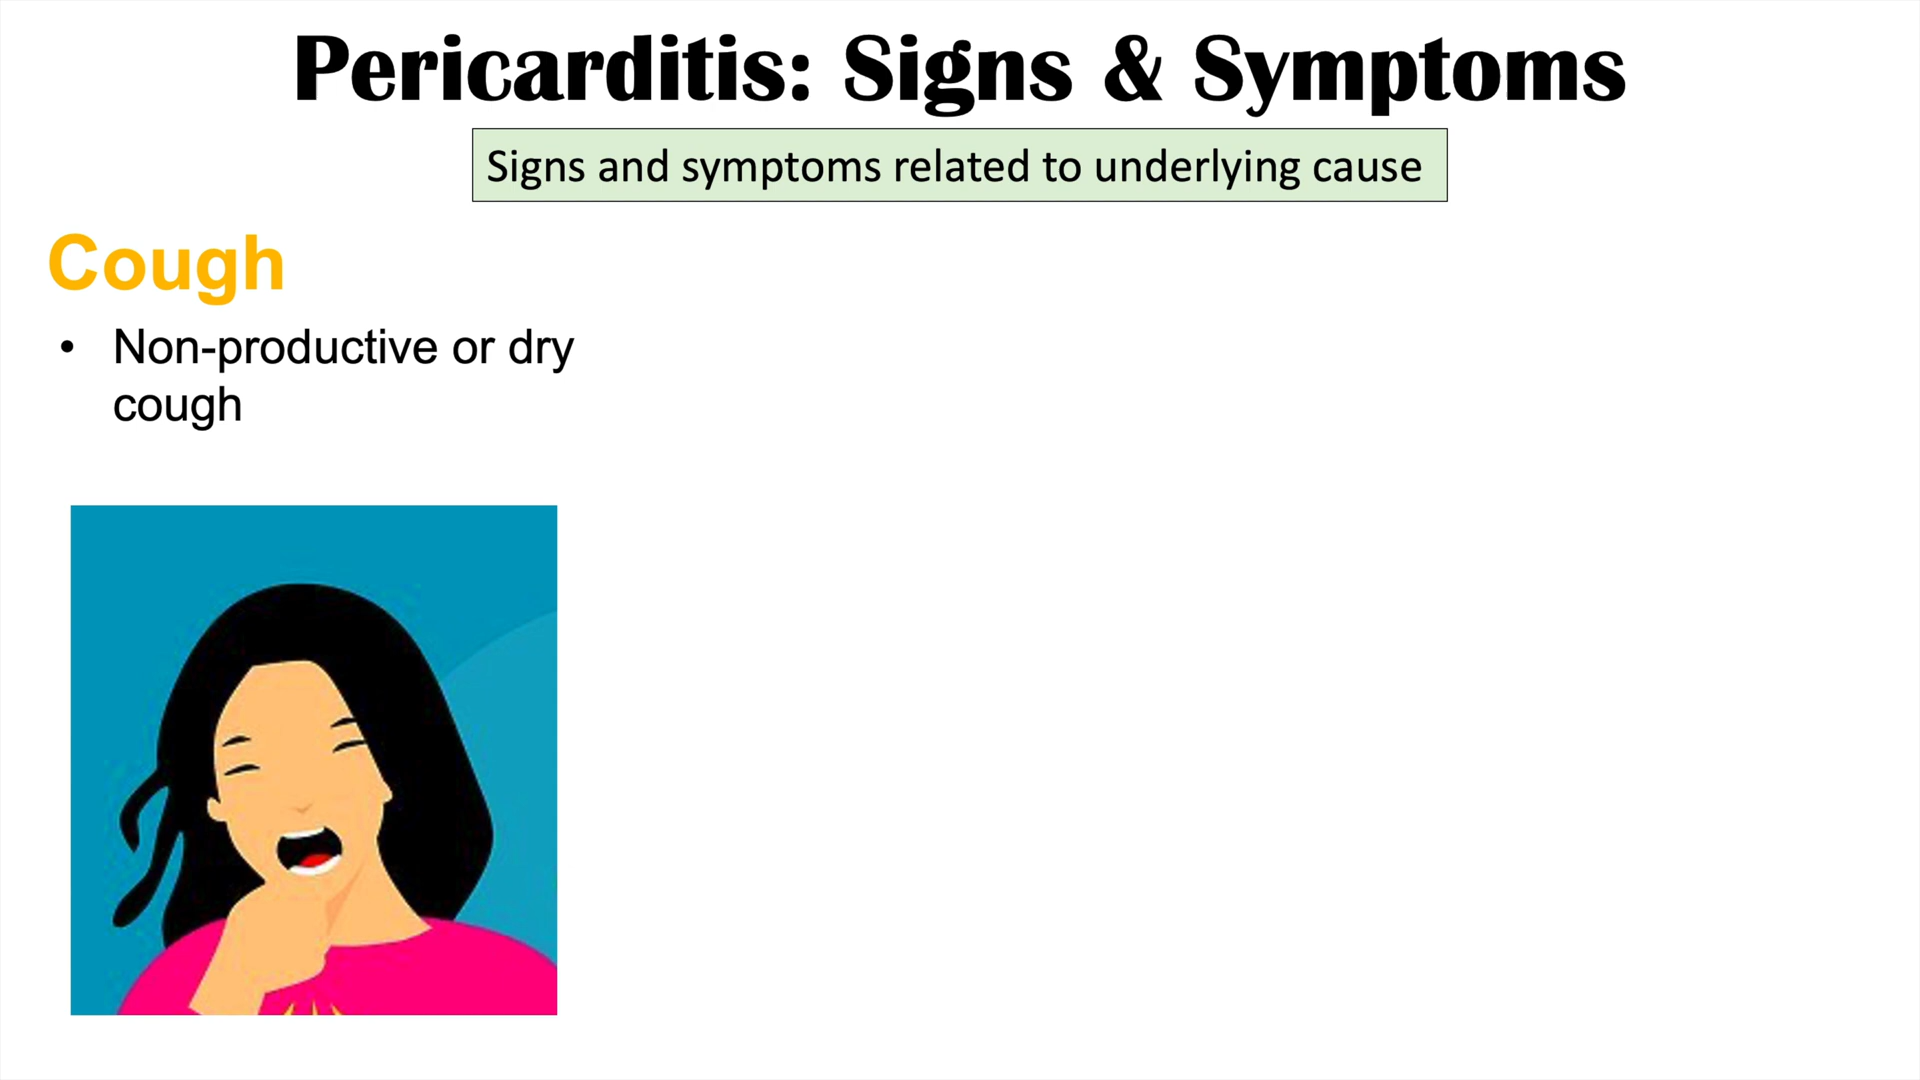 Pericarditis: Signs & Symptoms
Signs and symptoms related to underlying cause
Cough
• Non-productive or dry
cough